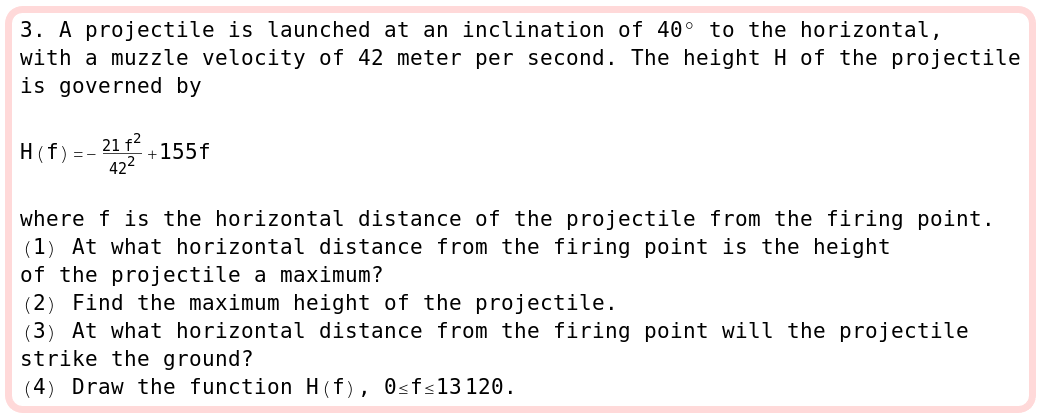 3. A projectile is launched at an inclination of 40° to the horizontal,
with a muzzle velocity of 42 meter per second. The height H of the projectile
is governed by
H(f)=-\frac{21 f^2}{42^2}+155f
where f is the horizontal distance of the projectile from the firing point.
(1) At what horizontal distance from the firing point is the height
of the projectile a maximum?
(2) Find the maximum height of the projectile.
(3) At what horizontal distance from the firing point will the projectile
strike the ground?
(4) Draw the function H(f), 0≤f≤13120.